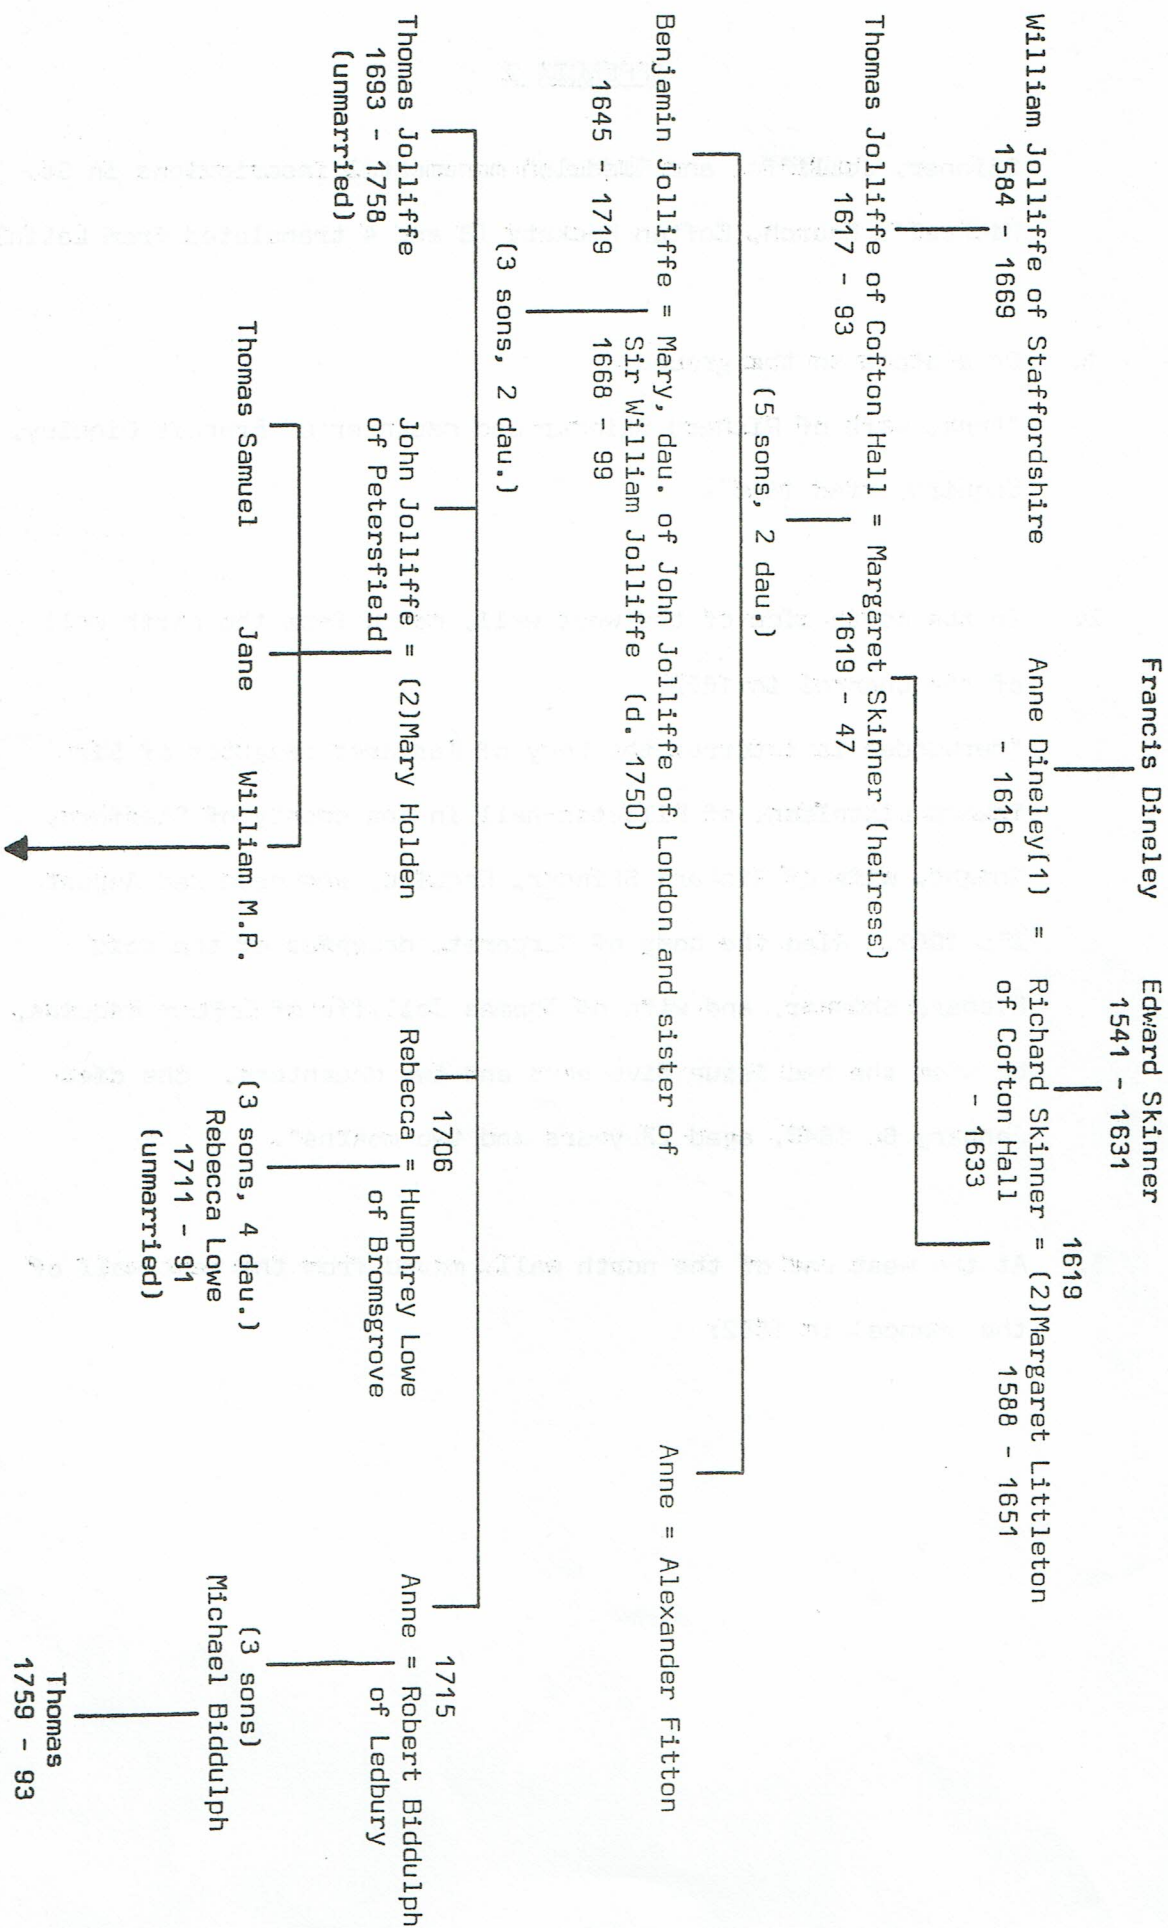 Francis Dineley Edward Skinner
1541 - 1631
1619
William Jolliffe of Staffordshire Anne Dineley(1) = Richard Skinner = (2)Margaret Littleton
1584 - 1669 - 1616 of Cofton Hall 1588 - 1651
- 1633
Thomas Jolliffe of Cofton Hall = Margaret Skinner (heiress)
1617 - 93 1619 - 47
(5 sons, 2 dau.)
Benjamin Jolliffe = Mary, dau. of John Jolliffe of London and sister of Anne = Alexander Fitton
Sir William Jolliffe (d. 1750)
1645 - 1719 1668 - 99
(3 sons, 2 dau.)
1706 1715
Thomas Jolliffe John Jolliffe = (2)Mary Holden Rebecca = Humphrey Lowe Anne = Robert Biddulph
1693 - 1758 of Petersfield of Bromsgrove of Ledbury
(unmarried)
Thomas Samuel Jane William M.P. (3 sons, 4 dau.) (3 sons)
Rebecca Lowe Michael Biddulph
1711 - 91
(unmarried)
Thomas
1759 - 93